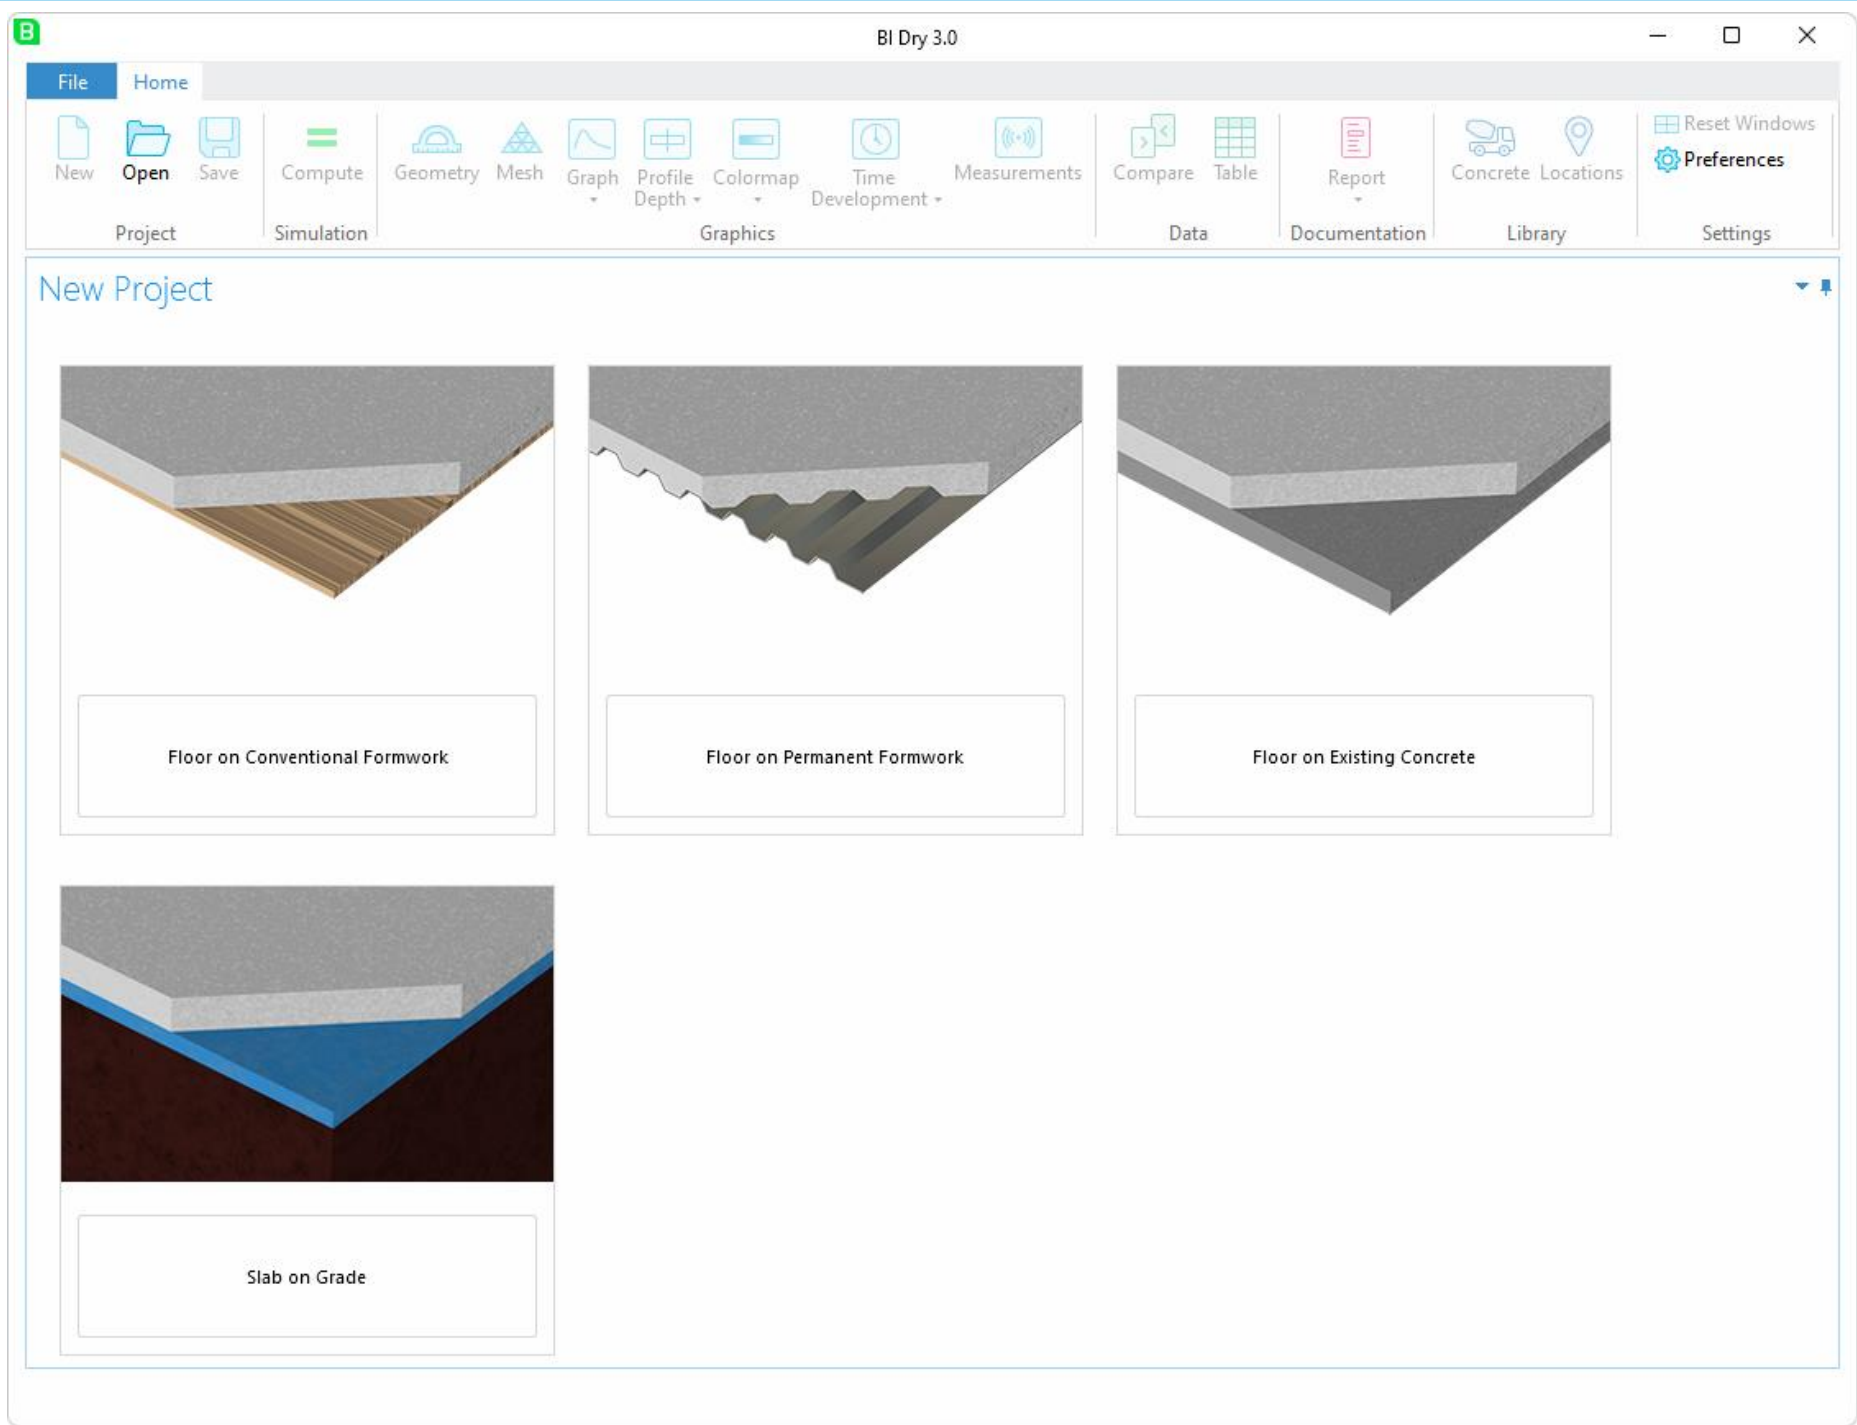 B
BI Dry 3.0
File
Home
New
Open
Save
Compute
Geometry
Mesh
Graph
Profile
Depth
Colormap
Time
Development
Measurements
Compare
Table
Report
Concrete
Locations
Reset Windows
Preferences
Project
Simulation
Graphics
Data
Documentation
Library
Settings
New Project
Floor on Conventional Formwork
Floor on Permanent Formwork
Floor on Existing Concrete
Slab on Grade